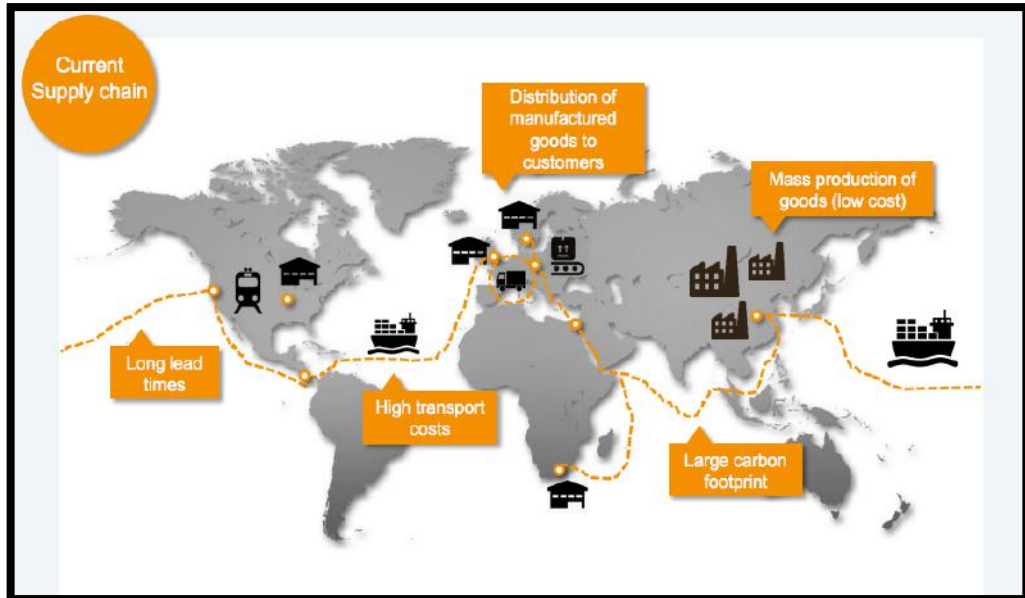 Current
Supply chain
Distribution of
manufactured
goods to
customers
Mass production of
goods (low cost)
Long lead
times
High transport
costs
Large carbon
footprint